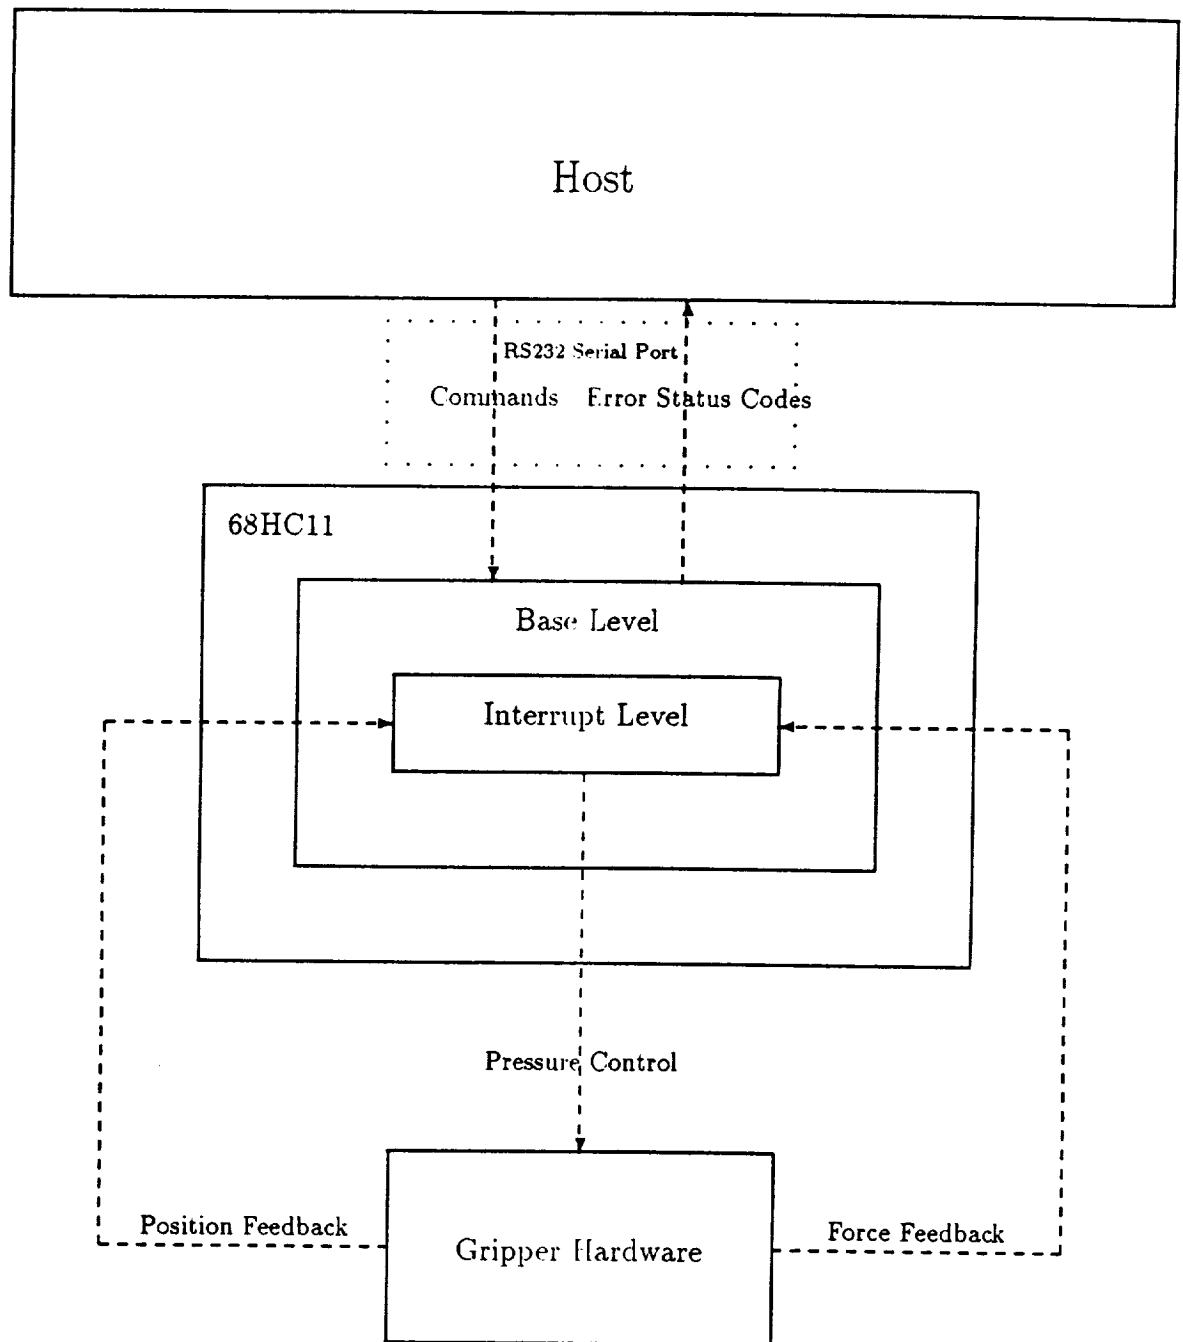 Host
RS232 Serial Port
Commands Error Status Codes
68HC11
Base Level
Interrupt Level
Pressure Control
Position Feedback
Force Feedback
Gripper Hardware